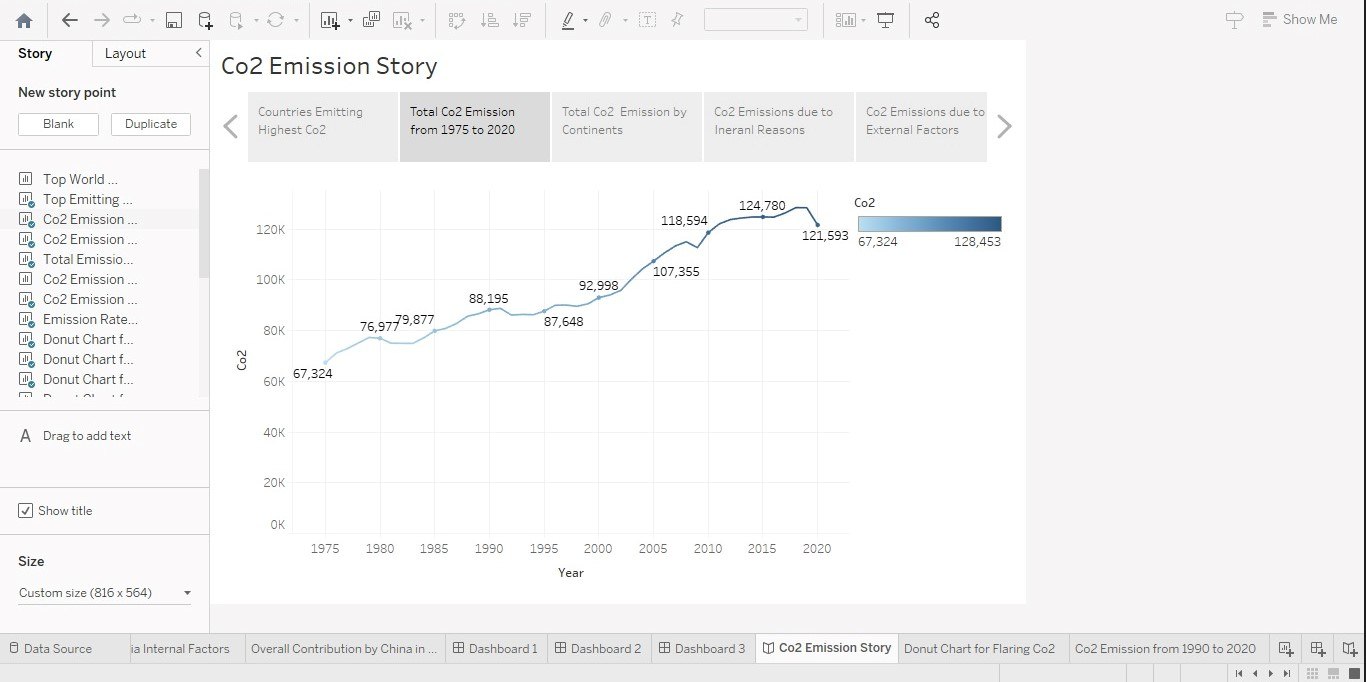 Show Me
Story
Layout
New story point
Blank
Duplicate
Top World ...
Top Emitting ...
Co2 Emission ...
Co2 Emission ...
Total Emissio...
Co2 Emission ...
Co2 Emission ...
Emission Rate...
Donut Chart f...
Donut Chart f...
Donut Chart f...
A Drag to add text
Show title
Size
Custom size (816 x 564)
Co2 Emission Story
Countries Emitting
Highest Co2
Total Co2 Emission
from 1975 to 2020
Total Co2 Emission by
Continents
Co2 Emissions due to
Ineranl Reasons
Co2 Emissions due to
External Factors
Co2
120K
100K
80K
60K
40K
20K
0K
67,324
76,977
79,877
88,195
87,648
92,998
107,355
118,594
124,780
121,593
1975
1980
1985
1990
1995
2000
2005
2010
2015
2020
Year
Co2
67,324
128,453
Data Source
ia Internal Factors
Overall Contribution by China in ...
Dashboard 1
Dashboard 2
Dashboard 3
Co2 Emission Story
Donut Chart for Flaring Co2
Co2 Emission from 1990 to 2020